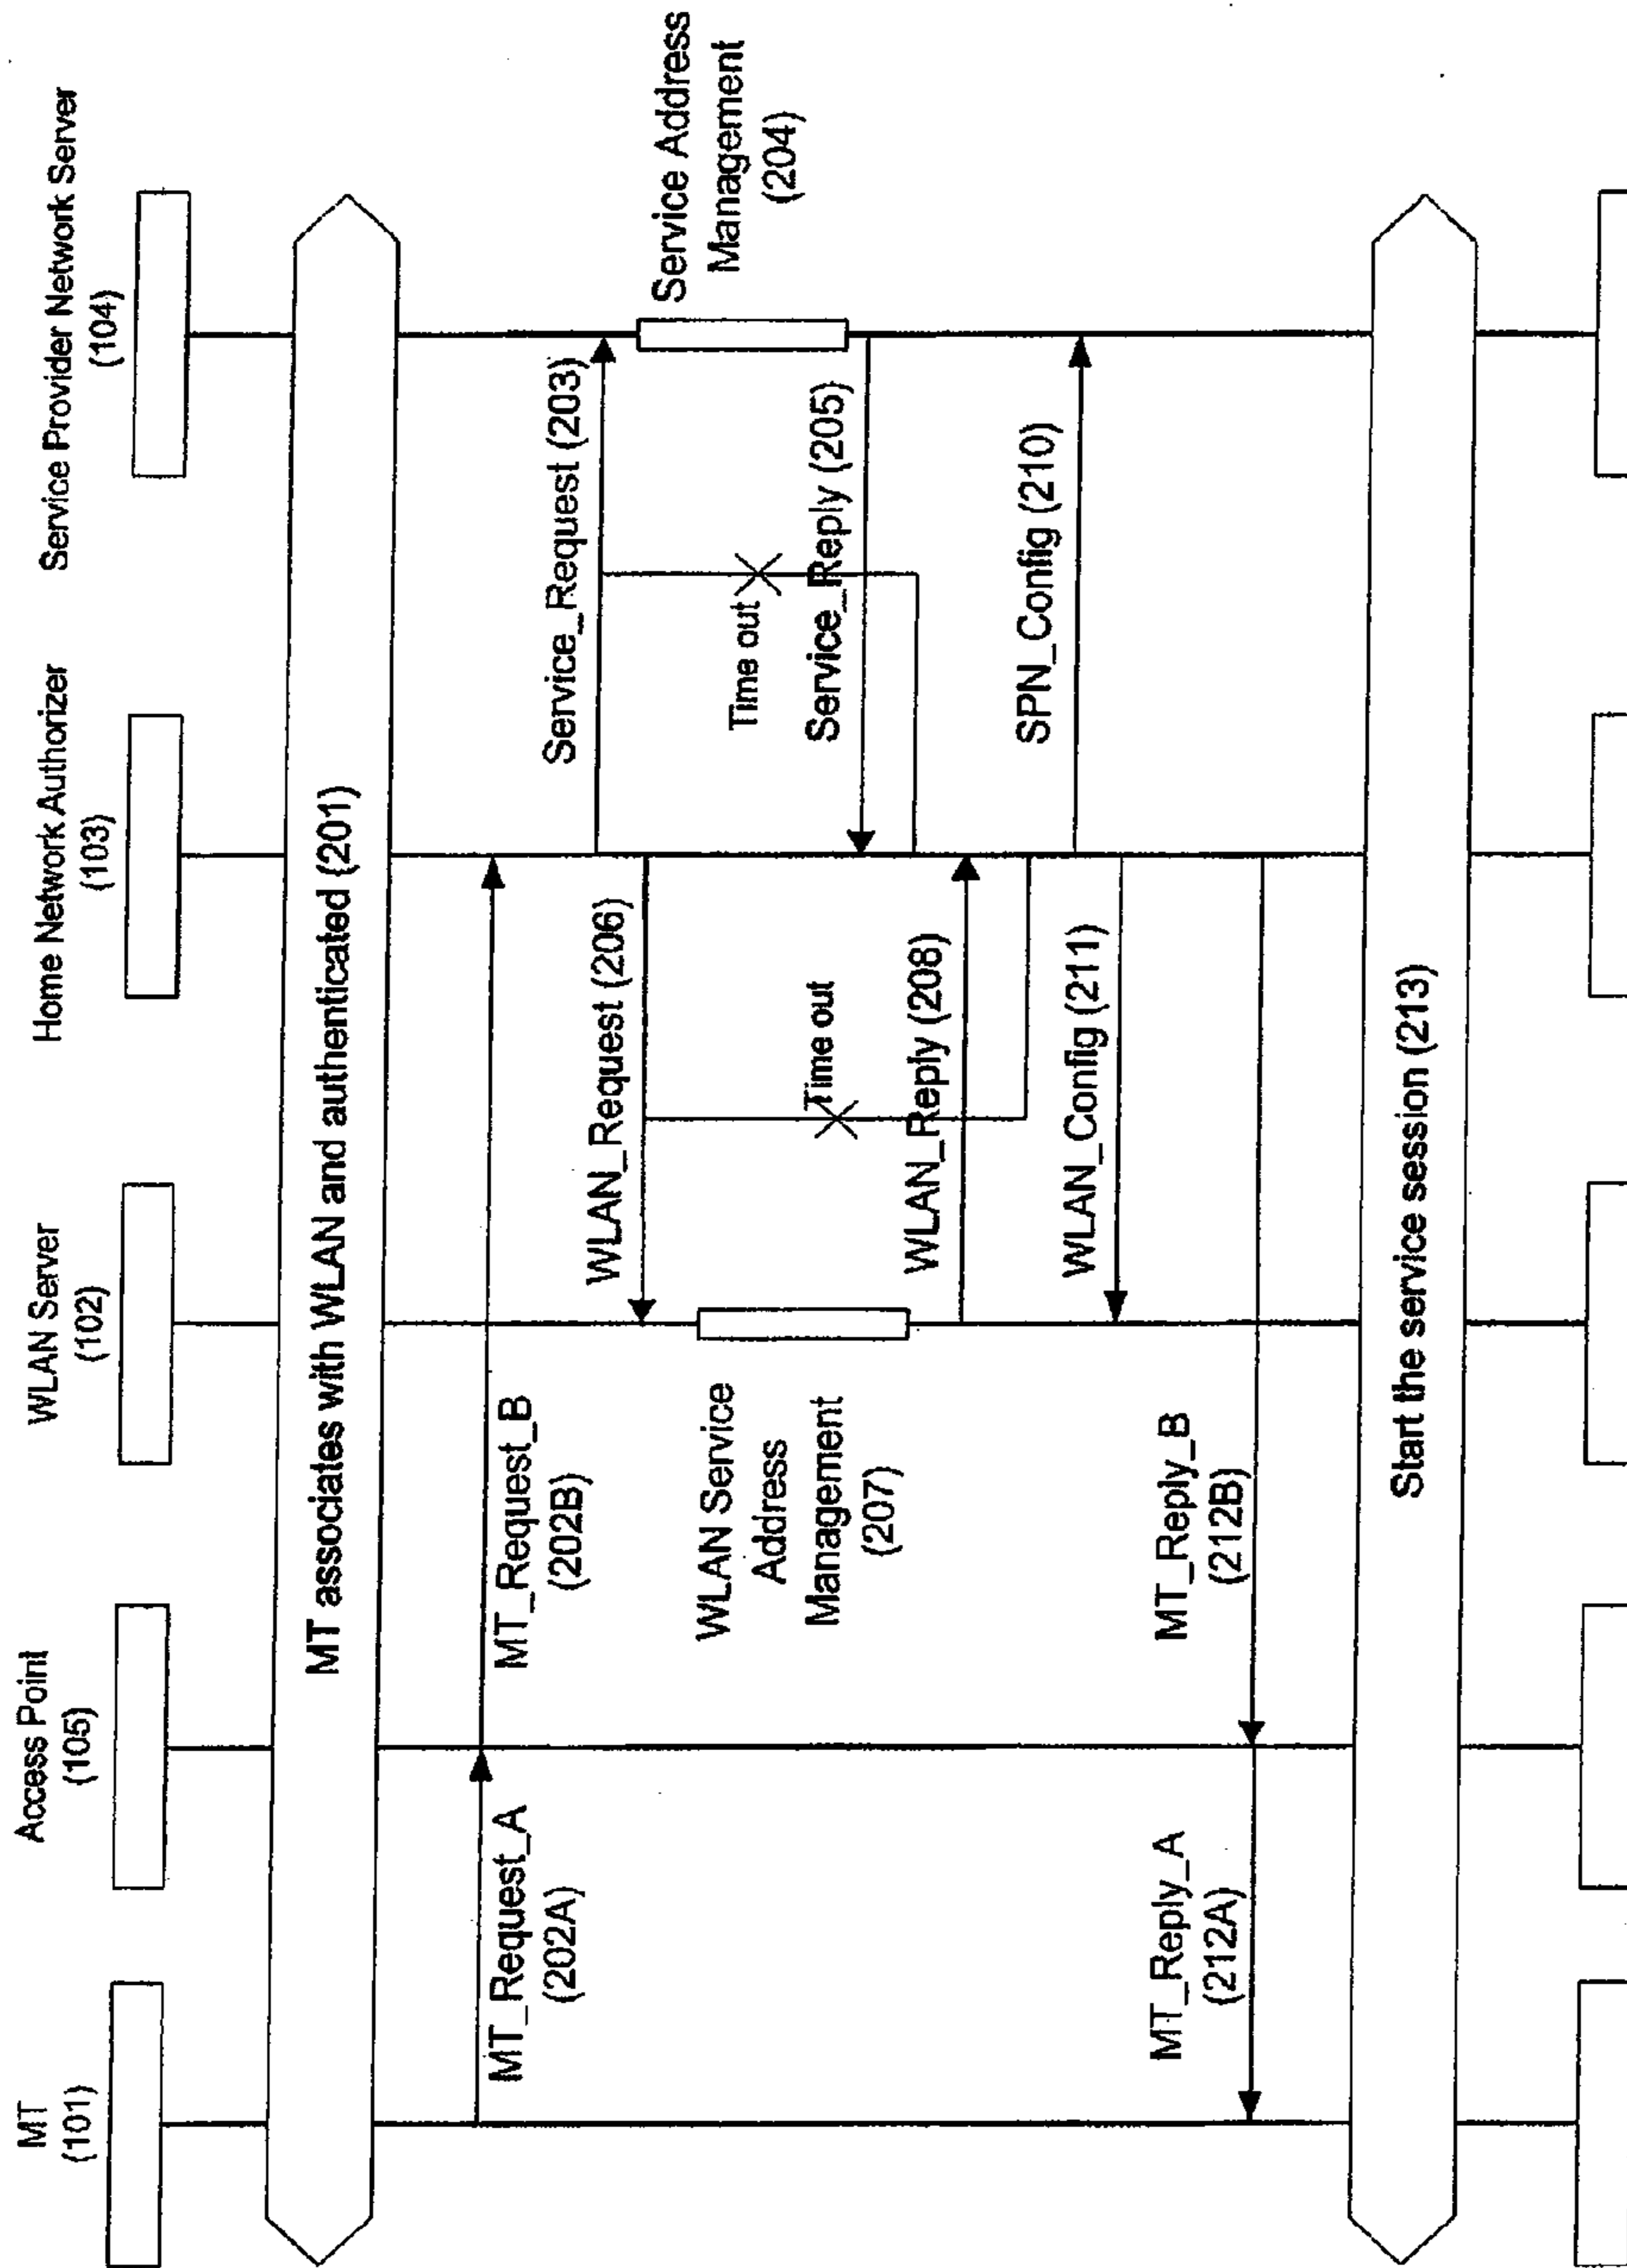 MT
(101)
Access Point
(105)
WLAN Server
(102)
Home Network Authorizer
(103)
Service Provider Network Server
(104)
MT associates with WLAN and authenticated (201)
MT_Request_A
(202A)
MT_Request_B
(202B)
Service_Request (203)
WLAN_Request (206)
Service Address
Management
(204)
WLAN Service
Address
Management
(207)
Time out
Time out
Service_Reply (205)
WLAN_Reply (208)
SPN_Config (210)
WLAN_Config (211)
MT_Reply_B
(212B)
MT_Reply_A
(212A)
Start the service session (213)